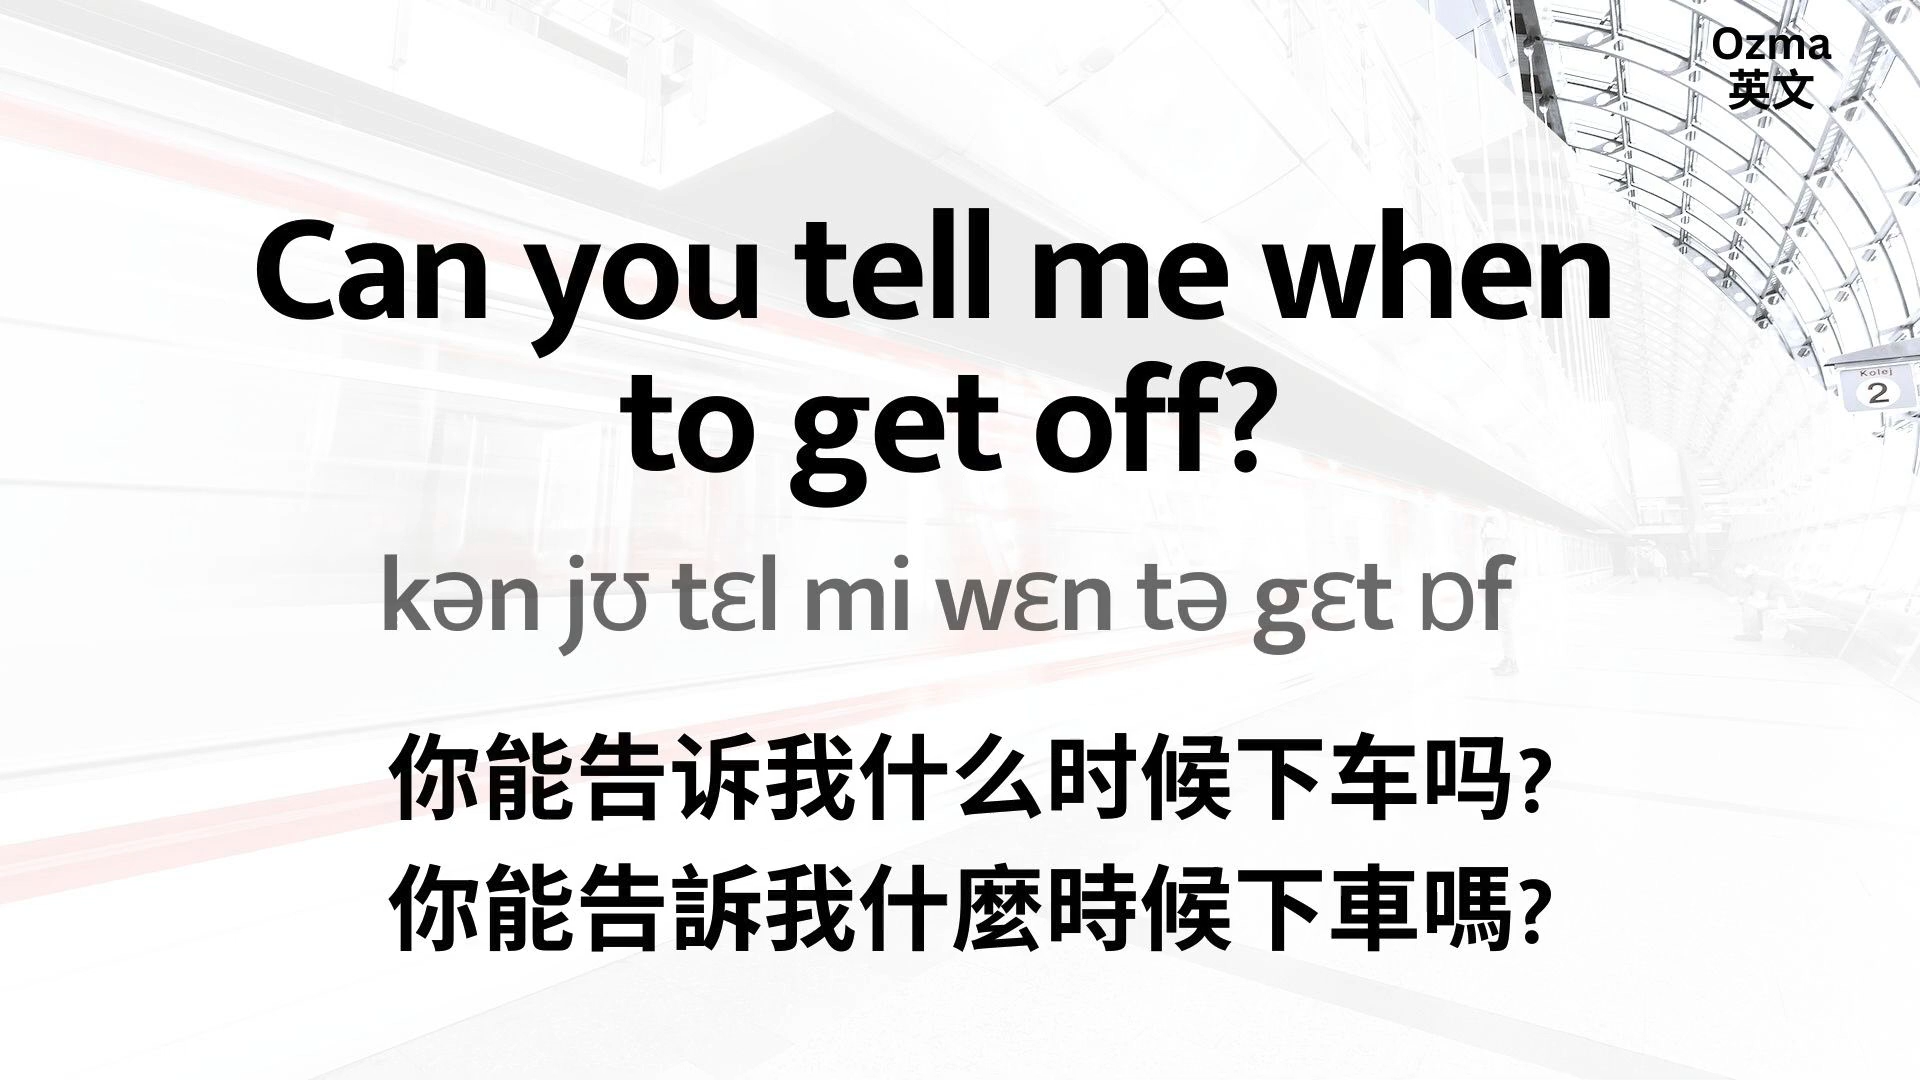 Ozma
英文
Can you tell me when
to get off?
kən jʊ tɛl mi wɛn tə gɛt ɒf
你能告诉我什么时候下车吗?
你能告訴我什麼時候下車嗎?
Kolej
2